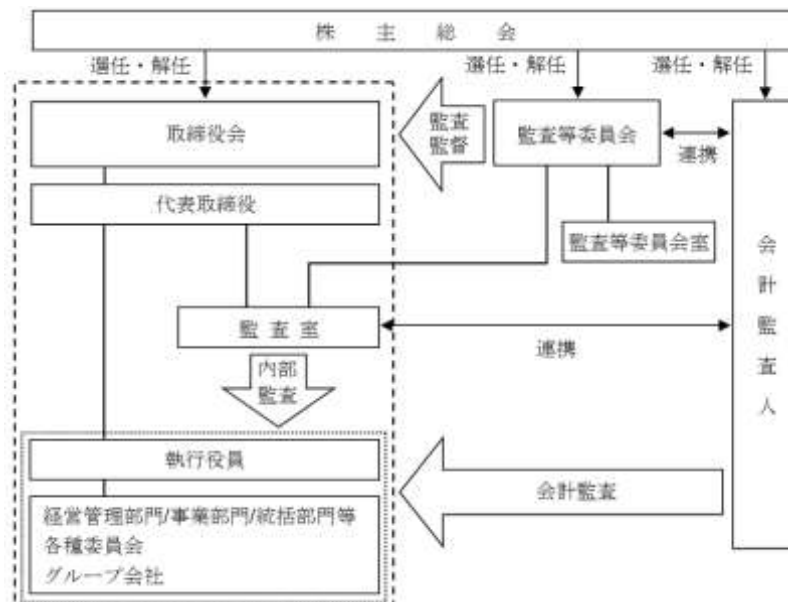 株主総会
選任・解任
選任・解任
選任・解任
取締役会
監査
監督
監査等委員会
連携
代表取締役
監査等委員会室
会計監査人
監査室
連携
内部
監査
執行役員
会計監査
経営管理部門/事業部門/統括部門等
各種委員会
グループ会社